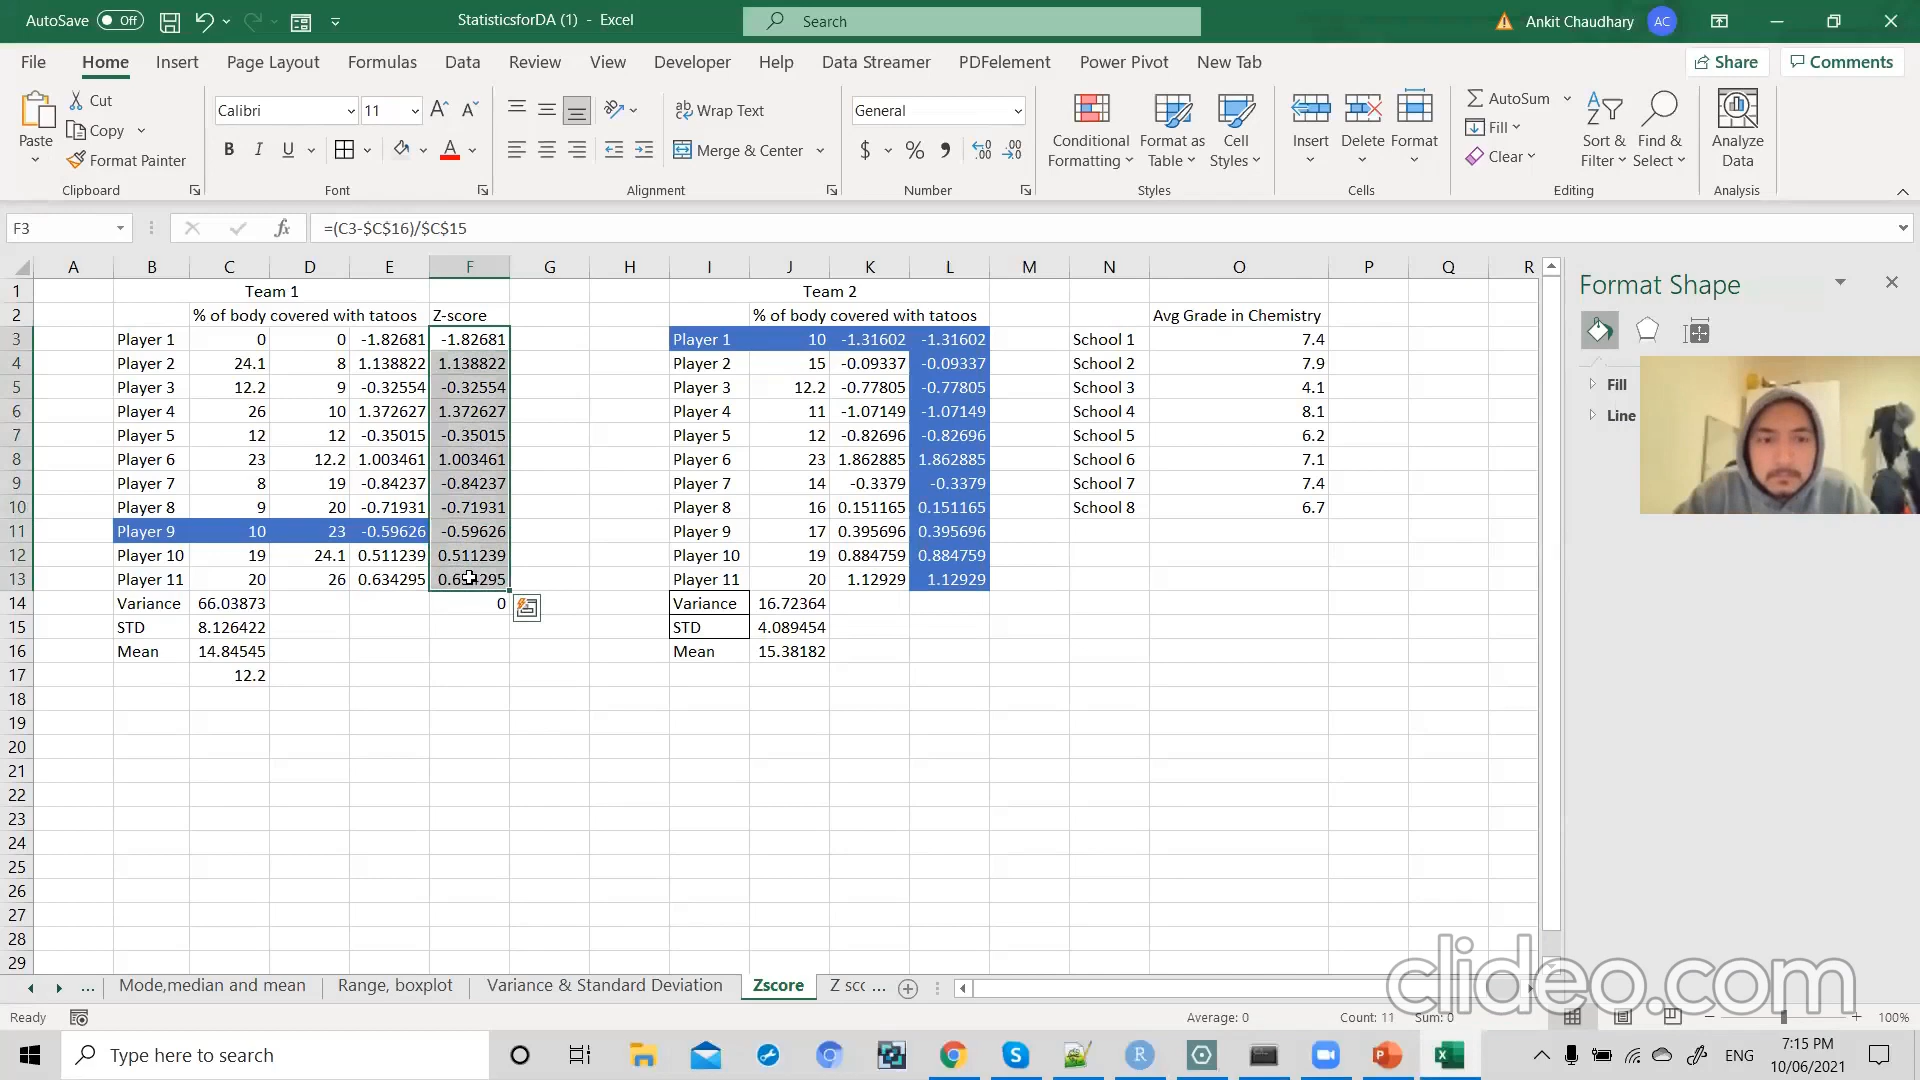 AutoSave Off StatisticsforDA (1) - Excel Search Ankit Chaudhary AC
File Home Insert Page Layout Formulas Data Review View Developer Help Data Streamer PDFelement Power Pivot New Tab Share Comments
Paste Cut Copy Format Painter Clipboard
Calibri 11 A A B I U A Font
ab Wrap Text Merge & Center Alignment
General $ % Number
Conditional Formatting Format as Table Cell Styles Styles
Insert Delete Format Cells
AutoSum Fill Clear Sort & Filter Find & Select Editing
Analyze Data Analysis
F3 fx =(C3-$C$16)/$C$15
A B C D E F G H I J K L M N O P Q R
1 Team 1 Team 2
2 % of body covered with tatoos Z-score % of body covered with tatoos Avg Grade in Chemistry
3 Player 1 0 0 -1.82681 -1.82681 Player 1 10 -1.31602 -1.31602 School 1 7.4
4 Player 2 24.1 8 1.138822 1.138822 Player 2 15 -0.09337 -0.09337 School 2 7.9
5 Player 3 12.2 9 -0.32554 -0.32554 Player 3 12.2 -0.77805 -0.77805 School 3 4.1
6 Player 4 26 10 1.372627 1.372627 Player 4 11 -1.07149 -1.07149 School 4 8.1
7 Player 5 12 12 -0.35015 -0.35015 Player 5 12 -0.82696 -0.82696 School 5 6.2
8 Player 6 23 12.2 1.003461 1.003461 Player 6 23 1.862885 1.862885 School 6 7.1
9 Player 7 8 19 -0.84237 -0.84237 Player 7 14 -0.3379 -0.3379 School 7 7.4
10 Player 8 9 20 -0.71931 -0.71931 Player 8 16 0.151165 0.151165 School 8 6.7
11 Player 9 10 23 -0.59626 -0.59626 Player 9 17 0.395696 0.395696
12 Player 10 19 24.1 0.511239 0.511239 Player 10 19 0.884759 0.884759
13 Player 11 20 26 0.634295 Player 11 20 1.12929 1.12929
14 Variance 66.03873 0 Variance 16.72364
15 STD 8.126422 STD 4.089454
16 Mean 14.84545 Mean 15.38182
17 12.2
18
19
20
21
22
23
24
25
26
27
28
29
Format Shape
Fill
Line
... Mode,median and mean Range, boxplot Variance & Standard Deviation Zscore Z scc ...
Ready Average: 0 Count: 11 Sum: 0 100%
clideo.com
Type here to search ENG 7:15 PM
10/06/2021